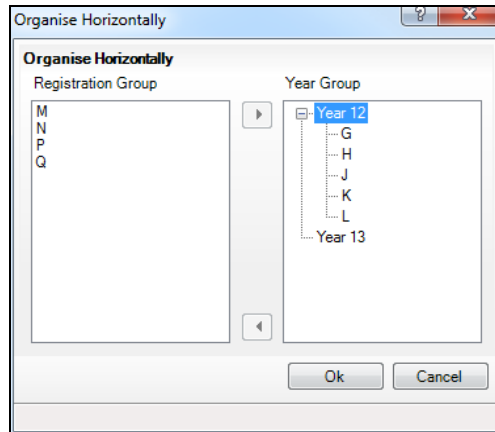 Organise Horizontally
?
Organise Horizontally
Registration Group
M
N
P
Q
Year Group
Year 12
G
H
J
K
L
Year 13
Ok
Cancel